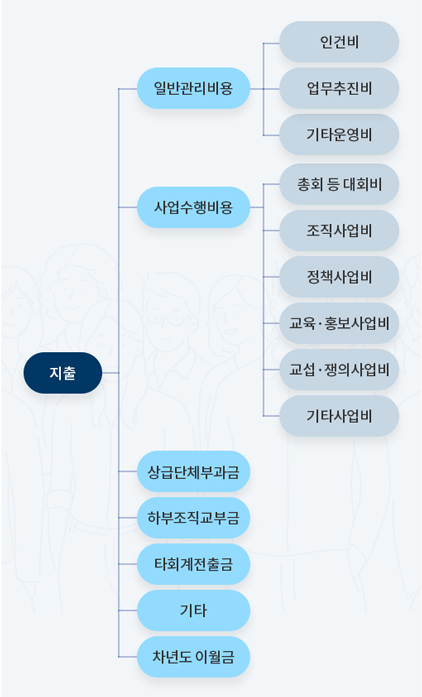 지출
일반관리비용
인건비
업무추진비
기타운영비
사업수행비용
총회 등 대회비
조직사업비
정책사업비
교육·홍보사업비
교섭·쟁의사업비
기타사업비
상급단체부과금
하부조직교부금
타회계전출금
기타
차년도 이월금